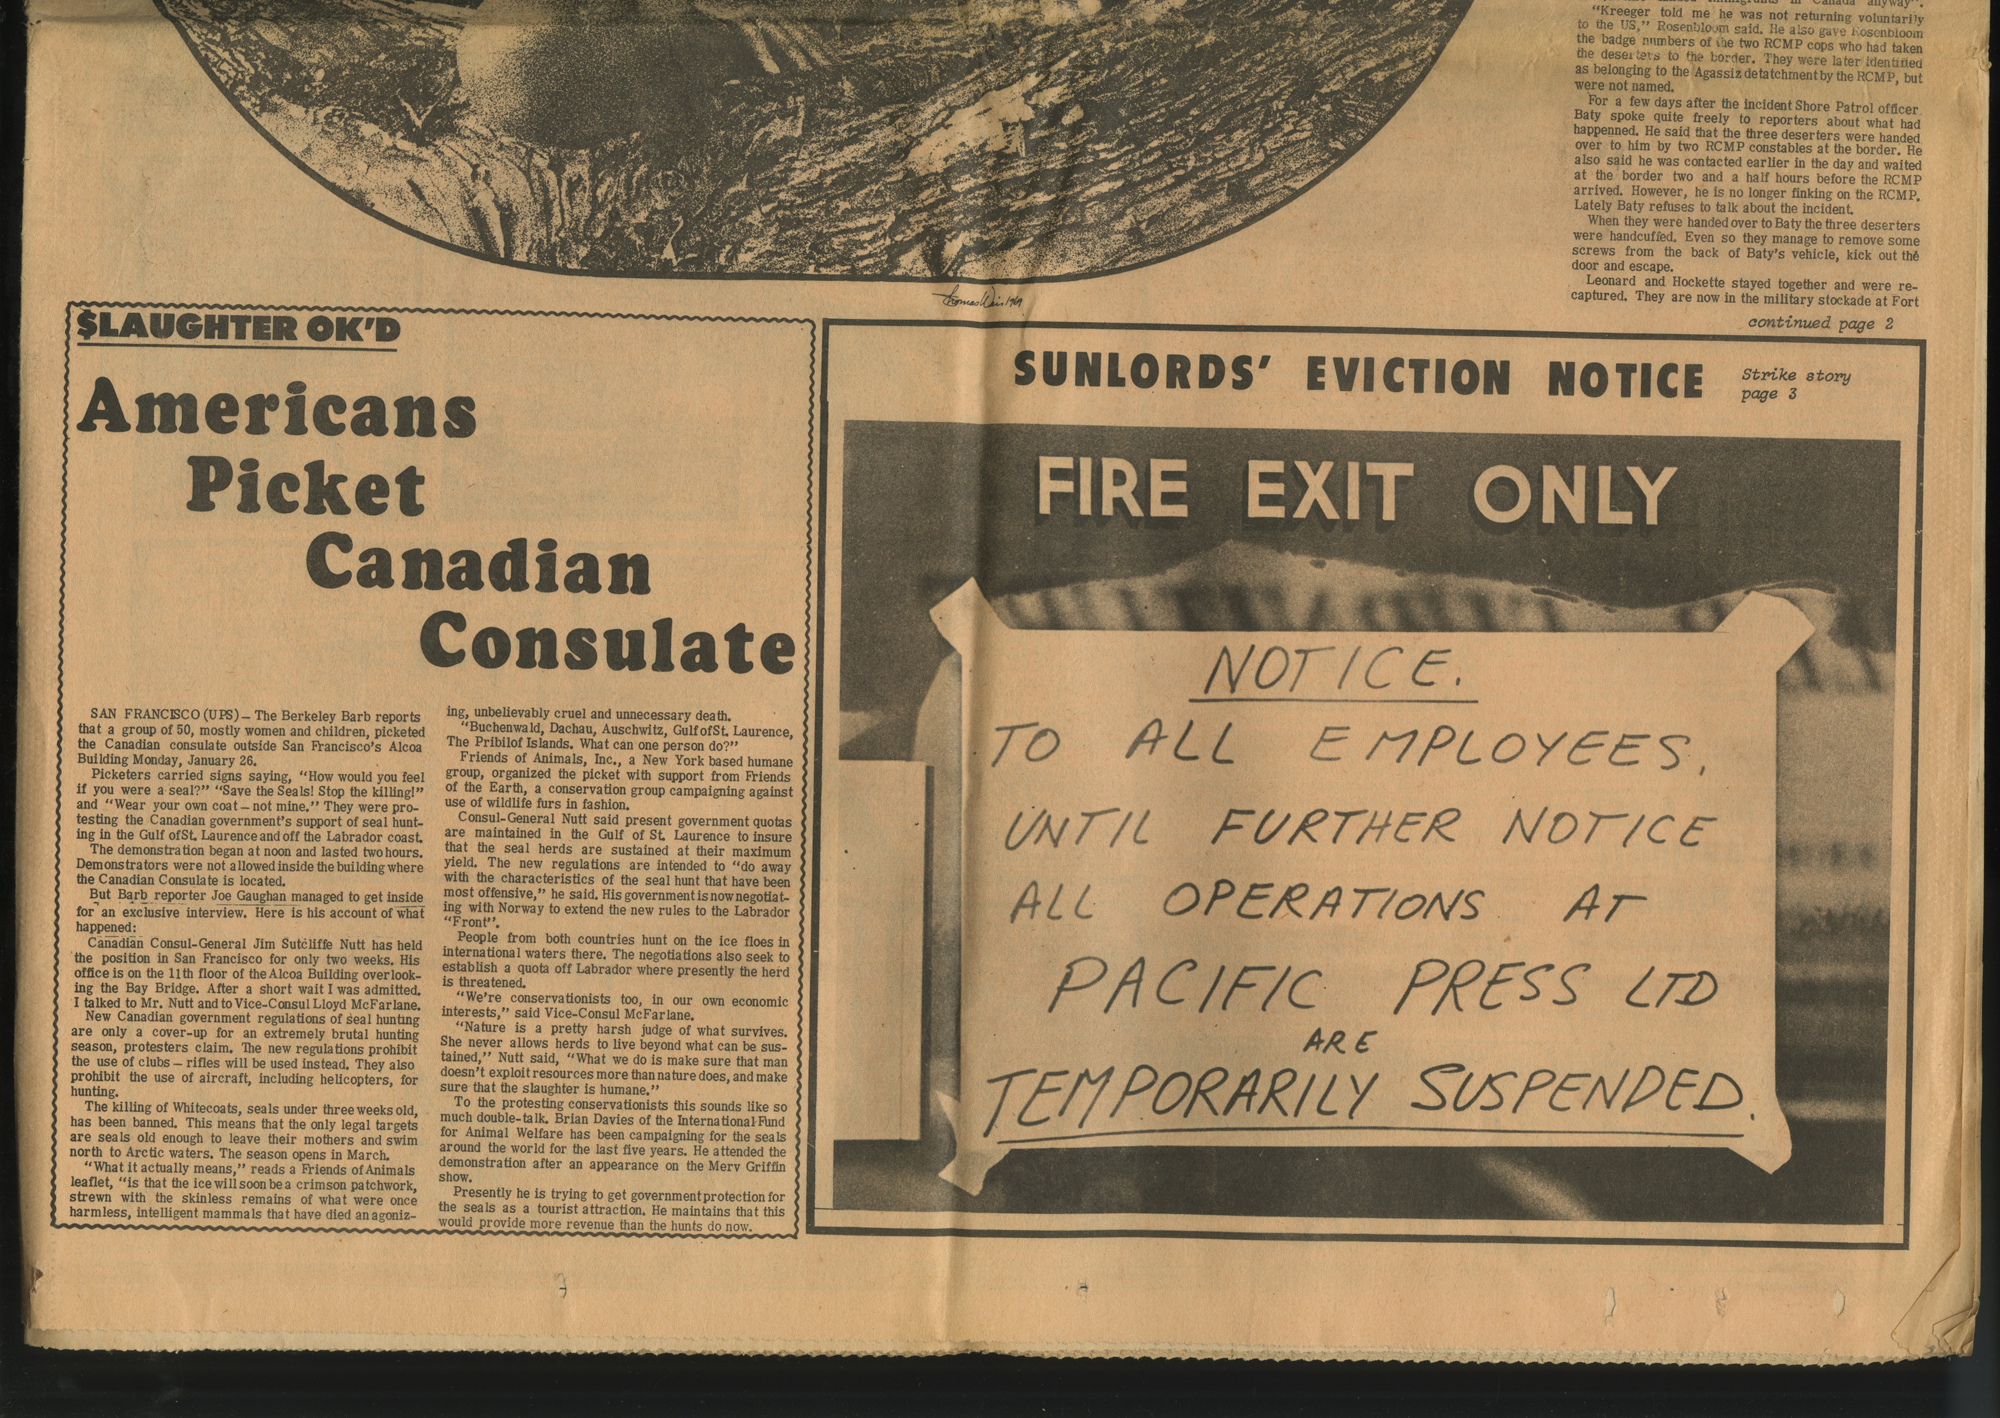 "Kreeger told me he was not returning voluntarily
to the US," Rosenbloom said. He also gave Rosenbloom
the badge numbers of the two RCMP cops who had taken
the deserters to the border. They were later identified
as belonging to the Agassiz detatchment by the RCMP, but
were not named.
For a few days after the incident Shore Patrol officer
Baty spoke quite freely to reporters about what had
happenned. He said that the three deserters were handed
over to him by two RCMP constables at the border. He
also said he was contacted earlier in the day and waited
at the border two and a half hours before the RCMP
arrived. However, he is no longer finking on the RCMP.
Lately Baty refuses to talk about the incident.
When they were handed over to Baty the three deserters
were handcuffed. Even so they manage to remove some
screws from the back of Baty's vehicle, kick out the
door and escape.
Leonard and Hockette stayed together and were re-
captured. They are now in the military stockade at Fort
continued page 2
$LAUGHTER OK'D
Americans
Picket
Canadian
Consulate
SAN FRANCISCO (UPS) — The Berkeley Barb reports
that a group of 50, mostly women and children, picketed
the Canadian consulate outside San Francisco's Alcoa
Building Monday, January 26.
Picketers carried signs saying, "How would you feel
if you were a seal?" "Save the Seals! Stop the killing!"
and "Wear your own coat — not mine." They were pro-
testing the Canadian government's support of seal hunt-
ing in the Gulf of St. Laurence and off the Labrador coast.
The demonstration began at noon and lasted two hours.
Demonstrators were not allowed inside the building where
the Canadian Consulate is located.
But Barb reporter Joe Gaughan managed to get inside
for an exclusive interview. Here is his account of what
happened:
Canadian Consul-General Jim Sutcliffe Nutt has held
the position in San Francisco for only two weeks. His
office is on the 11th floor of the Alcoa Building overlook-
ing the Bay Bridge. After a short wait I was admitted.
I talked to Mr. Nutt and to Vice-Consul Lloyd McFarlane.
New Canadian government regulations of seal hunting
are only a cover-up for an extremely brutal hunting
season, protesters claim. The new regulations prohibit
the use of clubs — rifles will be used instead. They also
prohibit the use of aircraft, including helicopters, for
hunting.
The killing of Whitecoats, seals under three weeks old,
has been banned. This means that the only legal targets
are seals old enough to leave their mothers and swim
north to Arctic waters. The season opens in March.
"What it actually means," reads a Friends of Animals
leaflet, "is that the ice will soon be a crimson patchwork,
strewn with the skinless remains of what were once
harmless, intelligent mammals that have died an agoniz-
ing, unbelievably cruel and unnecessary death.
"Buchenwald, Dachau, Auschwitz, Gulf of St. Laurence,
The Pribilof Islands. What can one person do?"
Friends of Animals, Inc., a New York based humane
group, organized the picket with support from Friends
of the Earth, a conservation group campaigning against
use of wildlife furs in fashion.
Consul-General Nutt said present government quotas
are maintained in the Gulf of St. Laurence to insure
that the seal herds are sustained at their maximum
yield. The new regulations are intended to "do away
with the characteristics of the seal hunt that have been
most offensive," he said. His government is now negotiat-
ing with Norway to extend the new rules to the Labrador
"Front".
People from both countries hunt on the ice floes in
international waters there. The negotiations also seek to
establish a quota off Labrador where presently the herd
is threatened.
"We're conservationists too, in our own economic
interests," said Vice-Consul McFarlane.
"Nature is a pretty harsh judge of what survives.
She never allows herds to live beyond what can be sus-
tained," Nutt said, "What we do is make sure that man
doesn't exploit resources more than nature does, and make
sure that the slaughter is humane."
To the protesting conservationists this sounds like so
much double-talk. Brian Davies of the International Fund
for Animal Welfare has been campaigning for the seals
around the world for the last five years. He attended the
demonstration after an appearance on the Merv Griffin
show.
Presently he is trying to get government protection for
the seals as a tourist attraction. He maintains that this
would provide more revenue than the hunts do now.
SUNLORDS' EVICTION NOTICE
Strike story
page 3
FIRE EXIT ONLY
NOTICE.
TO ALL EMPLOYEES.
UNTIL FURTHER NOTICE
ALL OPERATIONS AT
PACIFIC PRESS LTD
ARE
TEMPORARILY SUSPENDED.